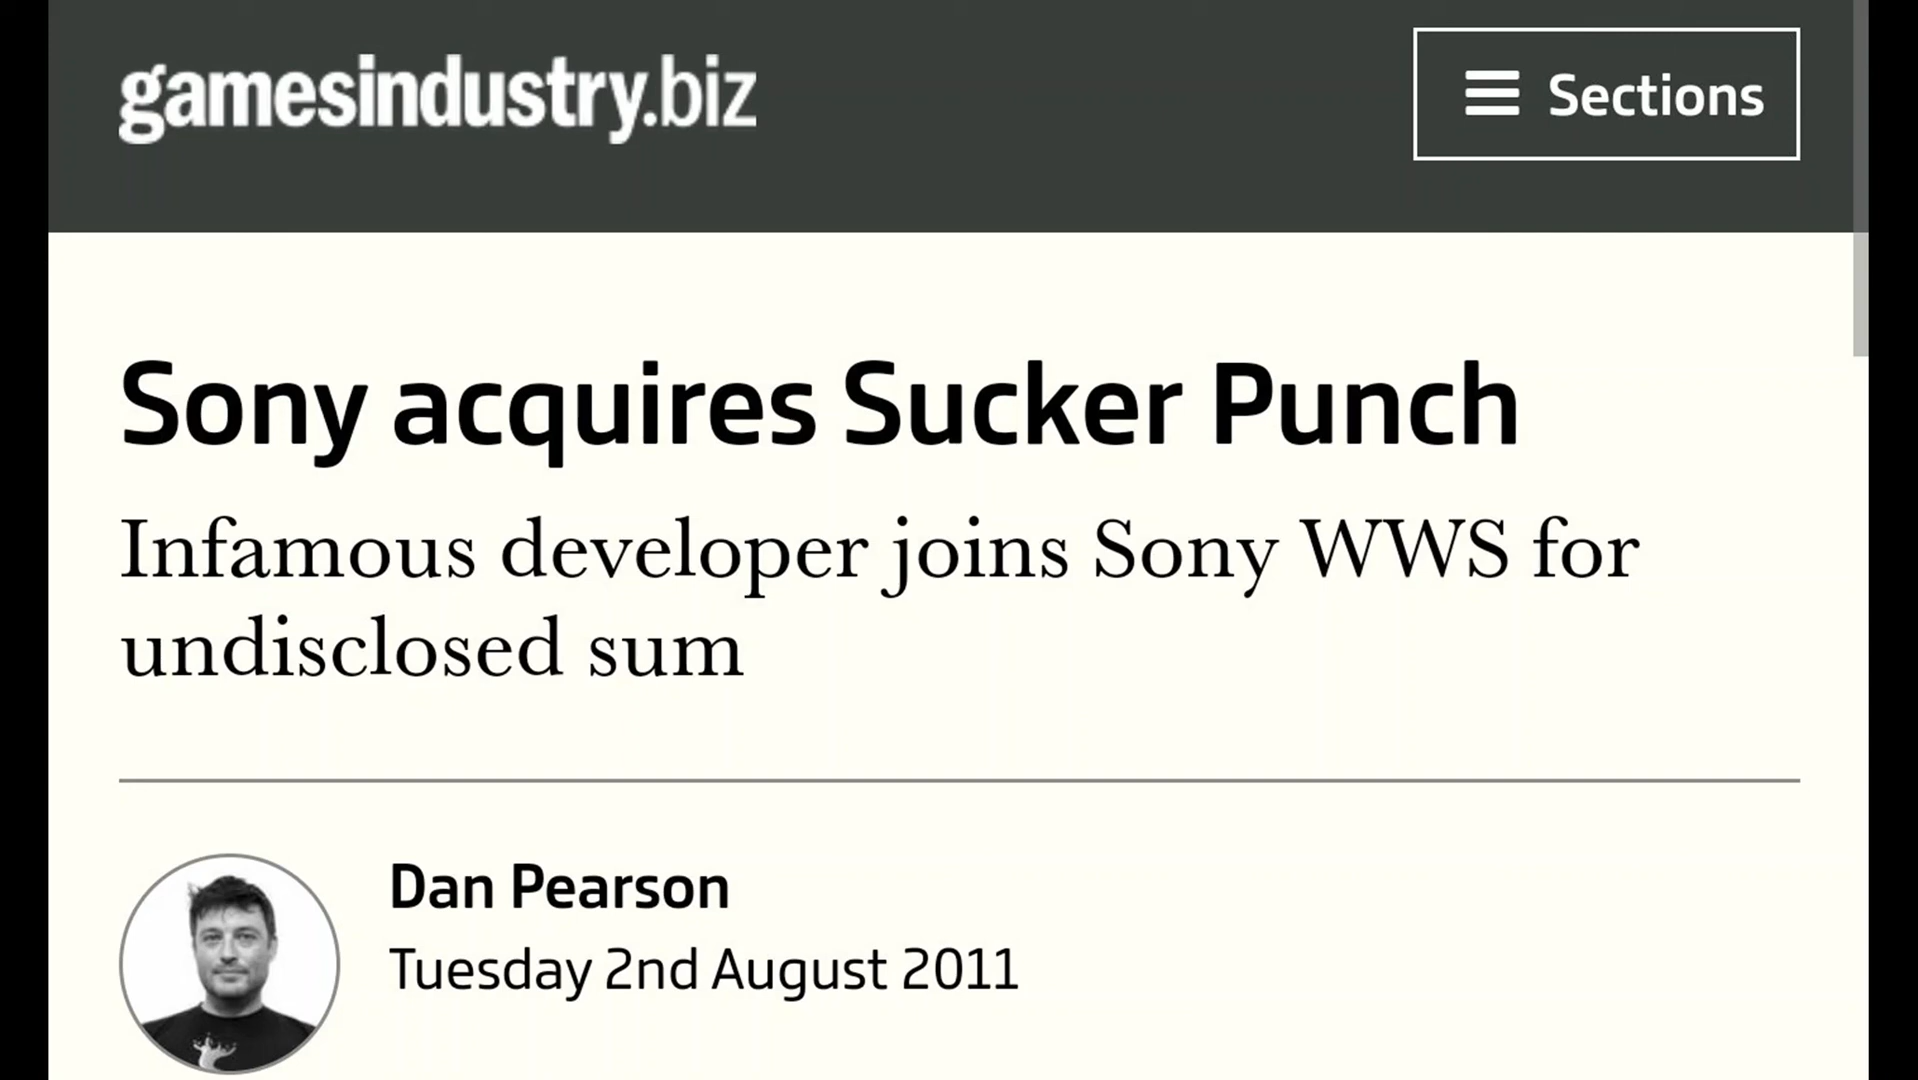 gamesindustry.biz
Sections
Sony acquires Sucker Punch
Infamous developer joins Sony WWS for
undisclosed sum
Dan Pearson
Tuesday 2nd August 2011